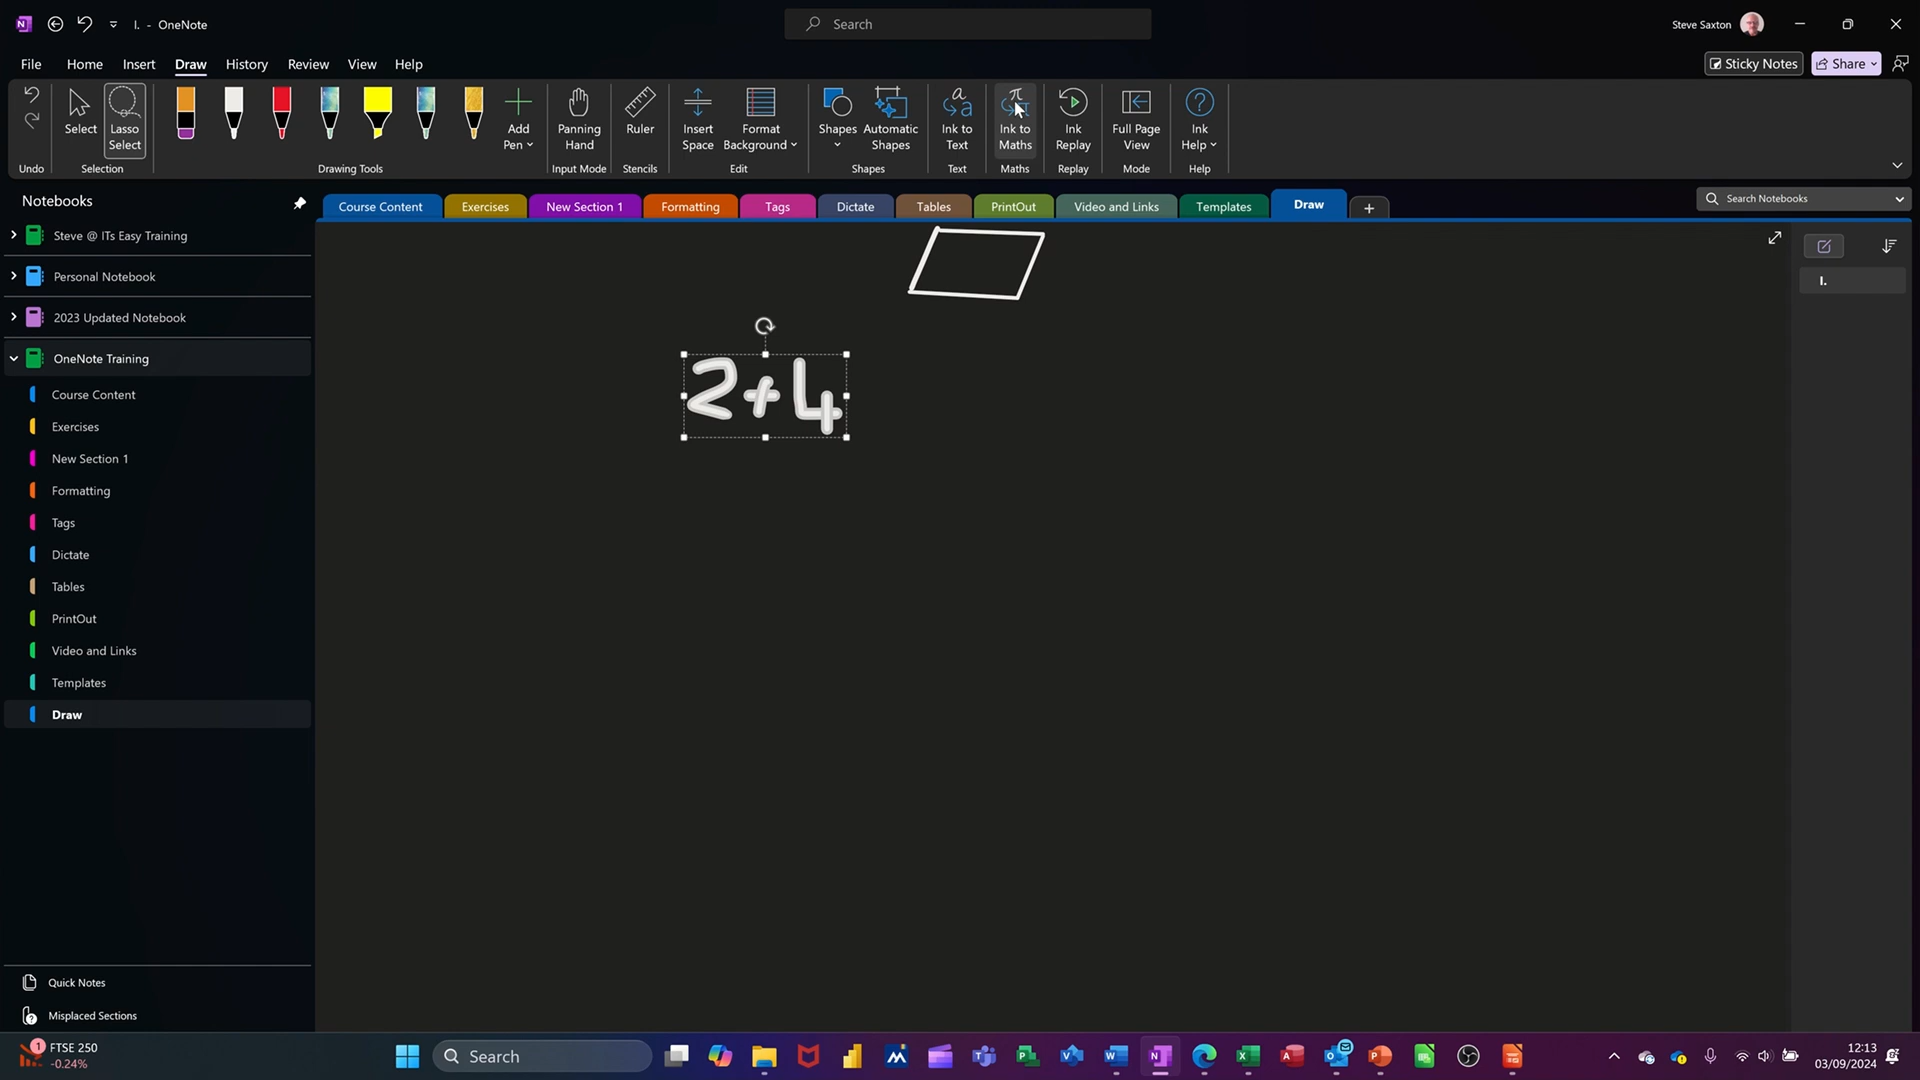 I. - OneNote
Search
Steve Saxton
File Home Insert Draw History Review View Help
Sticky Notes
Share
Select
Lasso Select
Add Pen
Panning Hand
Ruler
Insert Space
Format Background
Shapes
Automatic Shapes
Ink to Text
Ink to Maths
Ink Replay
Full Page View
Ink Help
Undo
Selection
Drawing Tools
Input Mode
Stencils
Edit
Shapes
Text
Maths
Replay
Mode
Help
Notebooks
Course Content
Exercises
New Section 1
Formatting
Tags
Dictate
Tables
PrintOut
Video and Links
Templates
Draw
Search Notebooks
Steve @ ITs Easy Training
Personal Notebook
2023 Updated Notebook
OneNote Training
Course Content
Exercises
New Section 1
Formatting
Tags
Dictate
Tables
PrintOut
Video and Links
Templates
Draw
I.
2+4
Quick Notes
Misplaced Sections
1
FTSE 250
-0.24%
Search
12:13
03/09/2024